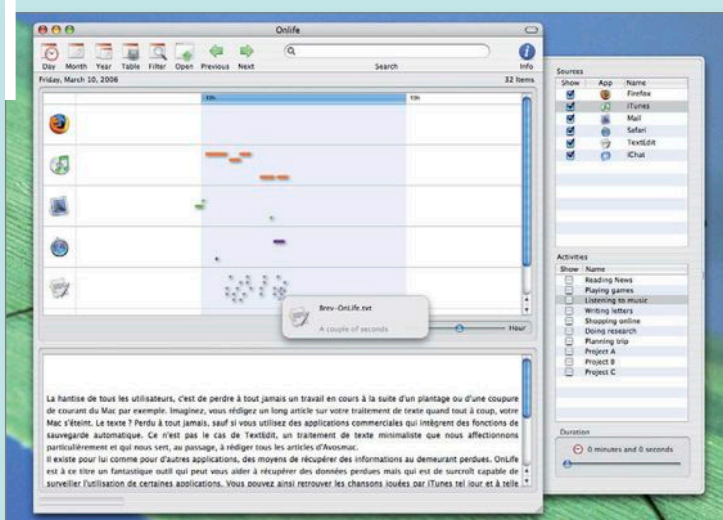 Onlife
Day Month Year Table Filter Open Previous Next Search Info
Friday, March 10, 2006 32 Items
Brev-OnLife.txt
A couple of seconds
Hour
La hantise de tous les utilisateurs, c'est de perdre à tout jamais un travail en cours à la suite d'un plantage ou d'une coupure
de courant du Mac par exemple. Imaginez, vous rédigez un long article sur votre traitement de texte quand tout à coup, votre
Mac s'éteint. Le texte ? Perdu à tout jamais, sauf si vous utilisez des applications commerciales qui intègrent des fonctions de
sauvegarde automatique. Ce n'est pas le cas de TextEdit, un traitement de texte minimaliste que nous affectionnons
particulièrement et qui nous sert, au passage, à rédiger tous les articles d'Avosmac.
Il existe pour lui comme pour d'autres applications, des moyens de récupérer des informations au demeurant perdues. OnLife
est à ce titre un fantastique outil qui peut vous aider à récupérer des données perdues mais qui est de surcroît capable de
surveiller l'utilisation de certaines applications. Vous pouvez ainsi retrouver les chansons jouées par iTunes tel jour et à telle
Sources
Show App Name
Firefox
iTunes
Mail
Safari
TextEdit
iChat
Activities
Show Name
Reading News
Playing games
Listening to music
Writing letters
Shopping online
Doing research
Planning trip
Project A
Project B
Project C
Duration
0 minutes and 0 seconds